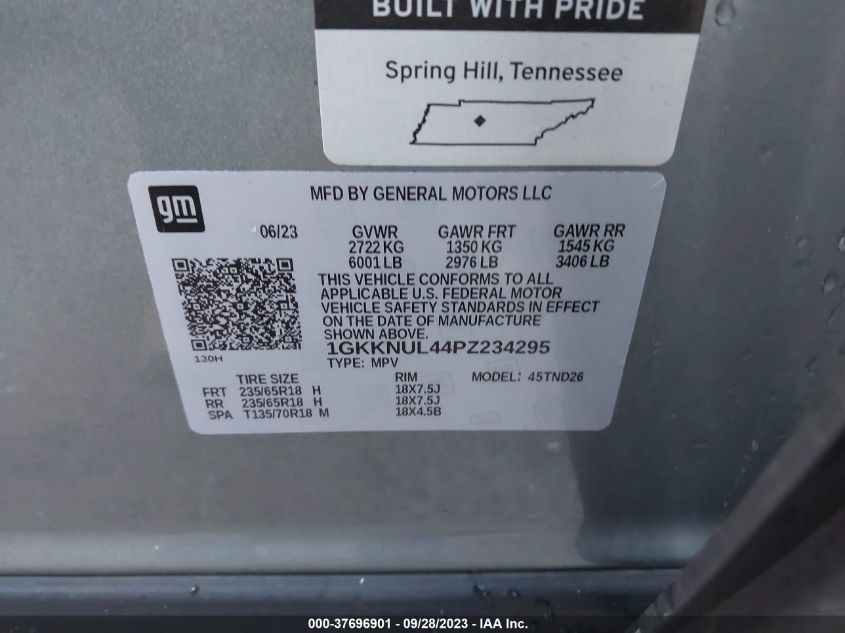 BUILT WITH PRIDE
Spring Hill, Tennessee
gm
MFD BY GENERAL MOTORS LLC
06/23 GVWR GAWR FRT GAWR RR
2722 KG 1350 KG 1545 KG
6001 LB 2976 LB 3406 LB
THIS VEHICLE CONFORMS TO ALL
APPLICABLE U.S. FEDERAL MOTOR
VEHICLE SAFETY STANDARDS IN EFFECT
ON THE DATE OF MANUFACTURE
SHOWN ABOVE.
130H
1GKKNUL44PZ234295
TYPE: MPV
TIRE SIZE RIM MODEL: 45TND26
FRT 235/65R18 H 18X7.5J
RR 235/65R18 H 18X7.5J
SPA T135/70R18 M 18X4.5B
000-37696901 - 09/28/2023 - IAA Inc.